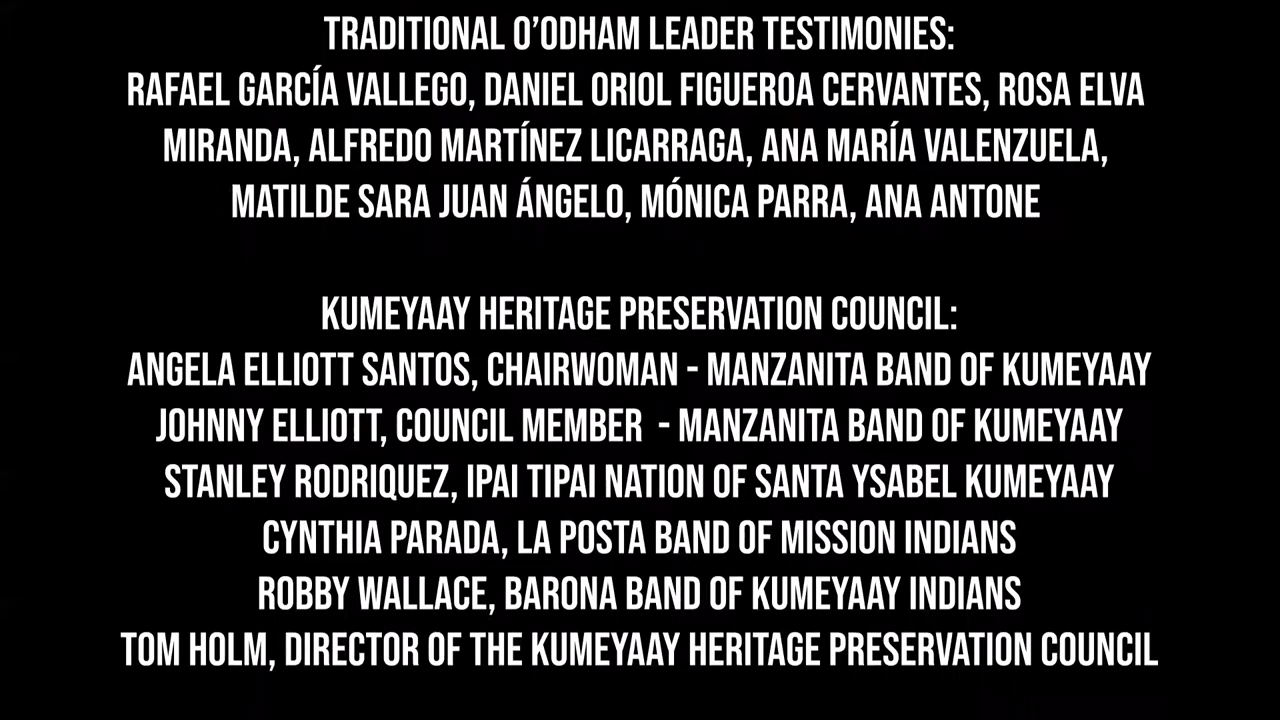 TRADITIONAL O’ODHAM LEADER TESTIMONIES:
RAFAEL GARCÍA VALLEGO, DANIEL ORIOL FIGUEROA CERVANTES, ROSA ELVA
MIRANDA, ALFREDO MARTÍNEZ LICARRAGA, ANA MARÍA VALENZUELA,
MATILDE SARA JUAN ÁNGELO, MÓNICA PARRA, ANA ANTONE
KUMEYAAY HERITAGE PRESERVATION COUNCIL:
ANGELA ELLIOTT SANTOS, CHAIRWOMAN - MANZANITA BAND OF KUMEYAAY
JOHNNY ELLIOTT, COUNCIL MEMBER  - MANZANITA BAND OF KUMEYAAY
STANLEY RODRIQUEZ, IPAI TIPAI NATION OF SANTA YSABEL KUMEYAAY
CYNTHIA PARADA, LA POSTA BAND OF MISSION INDIANS
ROBBY WALLACE, BARONA BAND OF KUMEYAAY INDIANS
TOM HOLM, DIRECTOR OF THE KUMEYAAY HERITAGE PRESERVATION COUNCIL